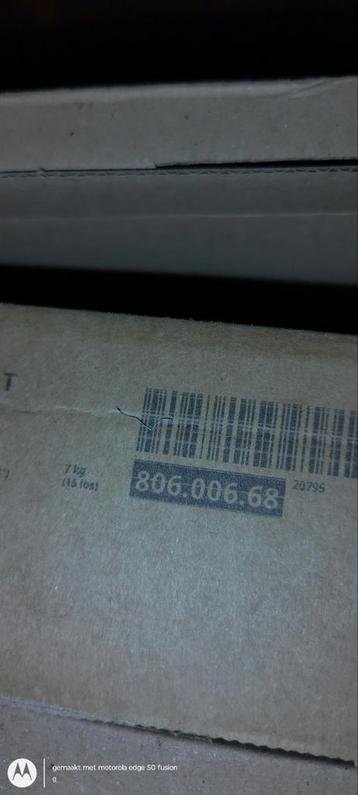 T
7 kg
(15 lbs)
806.006.68
20795
gemaakt met motorola edge 50 fusion
g